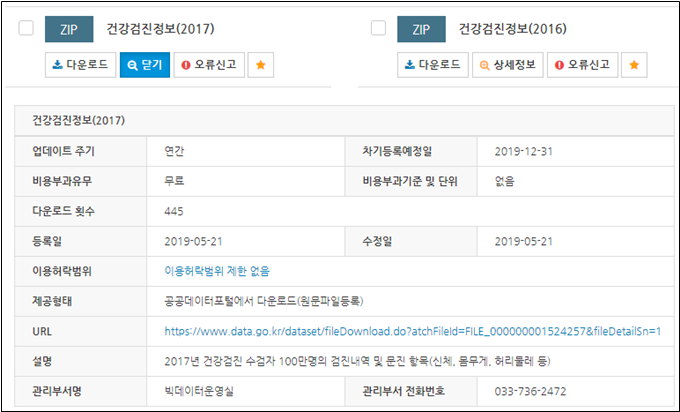 ZIP 건강검진정보(2017) ZIP 건강검진정보(2016)
다운로드 닫기 오류신고 다운로드 상세정보 오류신고
건강검진정보(2017)
업데이트 주기 연간 차기등록예정일 2019-12-31
비용부과유무 무료 비용부과기준 및 단위 없음
다운로드 횟수 445
등록일 2019-05-21 수정일 2019-05-21
이용허락범위 이용허락범위 제한 없음
제공형태 공공데이터포털에서 다운로드(원문파일등록)
URL https://www.data.go.kr/dataset/fileDownload.do?atchFileId=FILE_000000001524257&fileDetailSn=1
설명 2017년 건강검진 수검자 100만명의 검진내역 및 문진 항목(신체, 몸무게, 허리둘레 등)
관리부서명 빅데이터운영실 관리부서 전화번호 033-736-2472